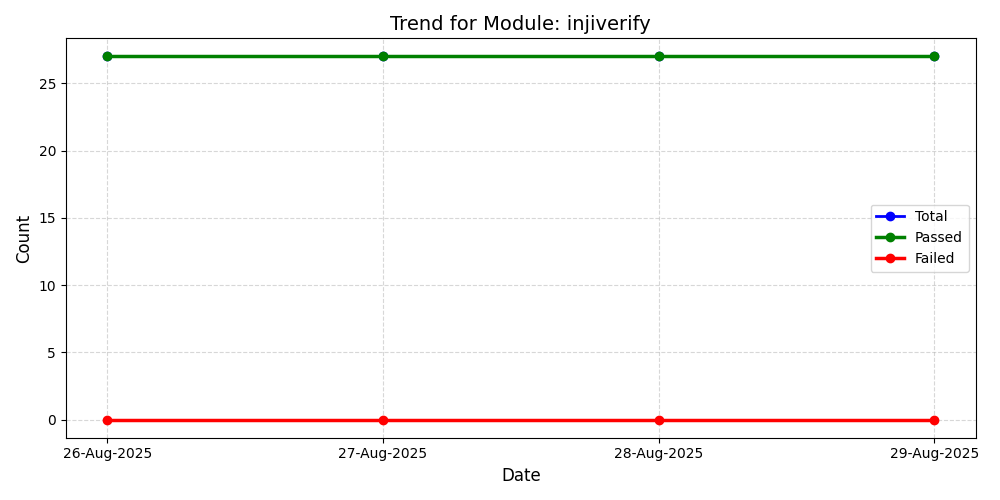 Trend for Module: injiverify
Count
25
20
15
10
5
0
Total
Passed
Failed
26-Aug-2025
27-Aug-2025
28-Aug-2025
29-Aug-2025
Date